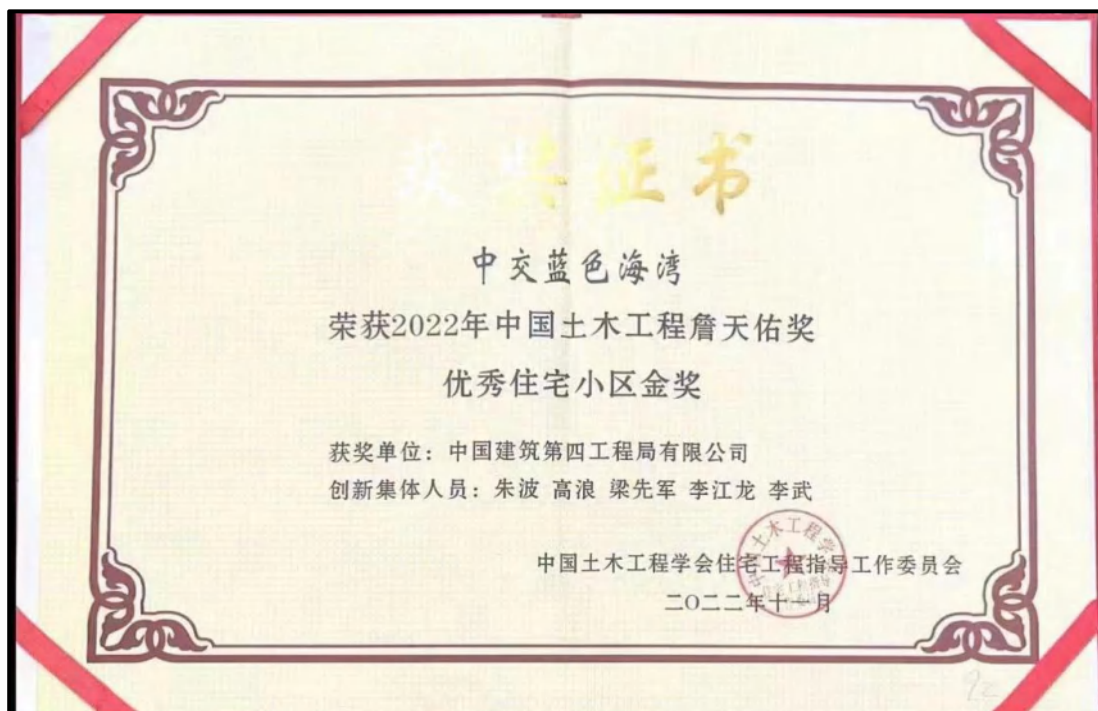 获奖证书
中交蓝色海湾
荣获2022年中国土木工程詹天佑奖
优秀住宅小区金奖
获奖单位：中国建筑第四工程局有限公司
创新集体人员：朱波 高浪 梁先军 李江龙 李武
中国土木工程学会住宅工程指导工作委员会
二O二二年十一月